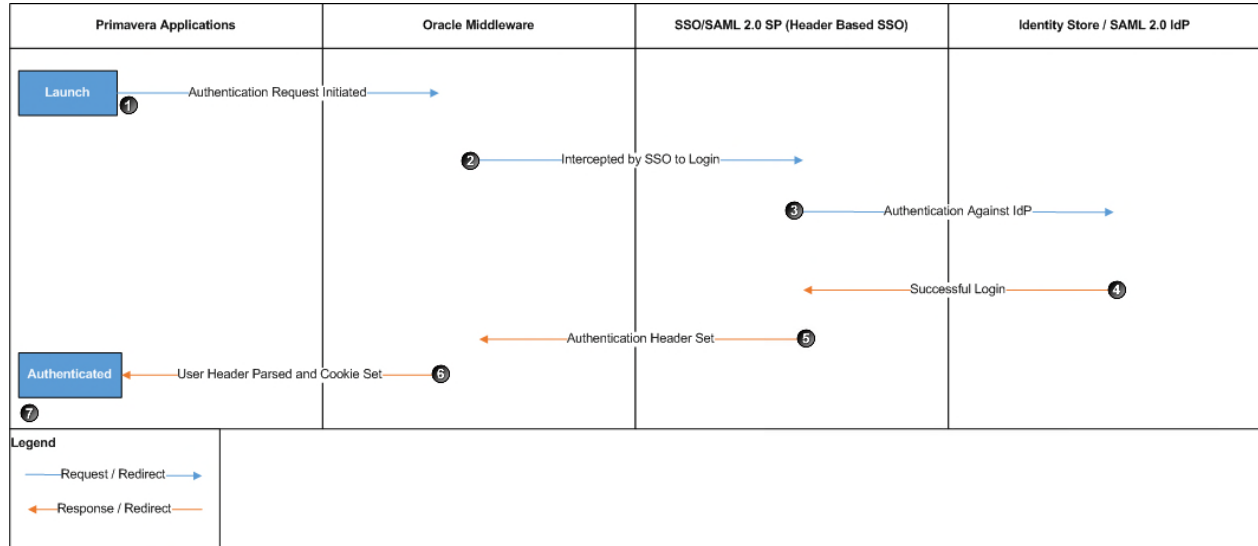 Primavera Applications
Oracle Middleware
SSO/SAML 2.0 SP (Header Based SSO)
Identity Store / SAML 2.0 IdP
Launch
1
Authentication Request Initiated
2
Intercepted by SSO to Login
3
Authentication Against IdP
Successful Login
4
Authentication Header Set
5
Authenticated
User Header Parsed and Cookie Set
6
7
Legend
Request / Redirect
Response / Redirect